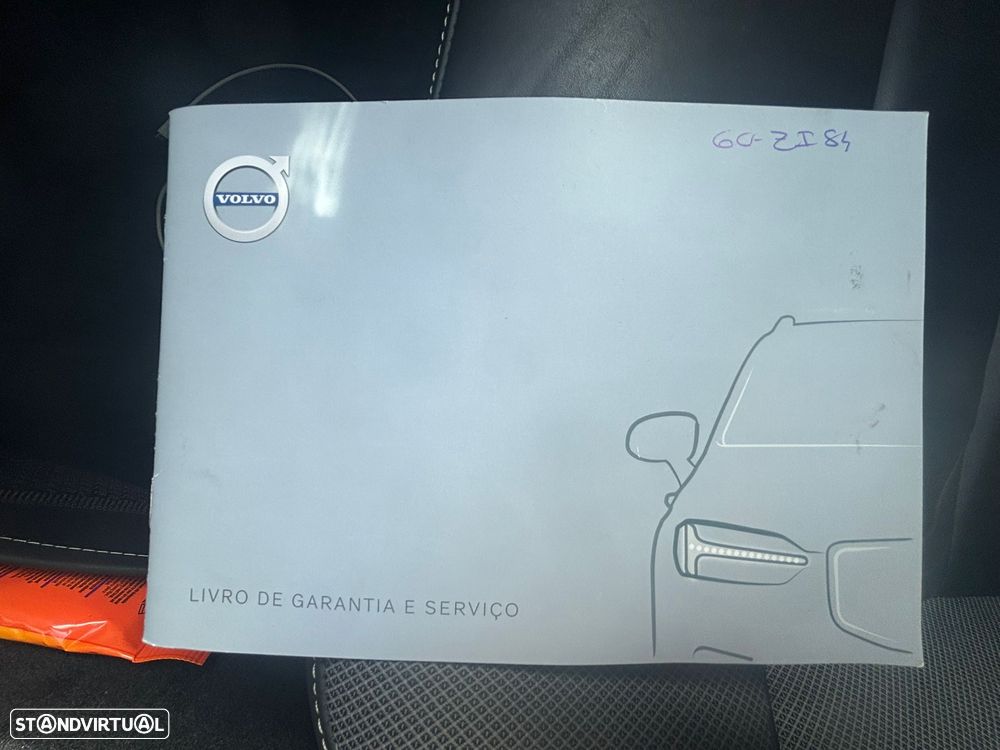 60-ZI84
VOLVO
LIVRO DE GARANTIA E SERVIÇO
STANDVIRTUAL